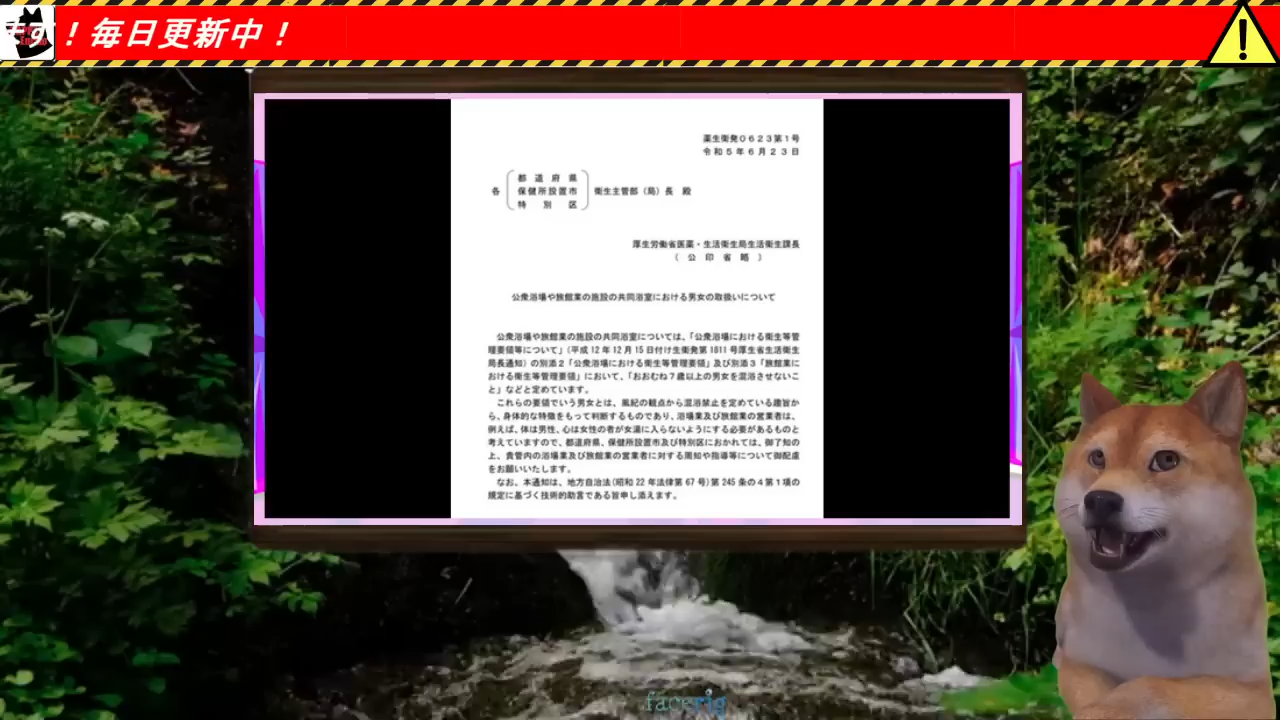 す！毎日更新中！
薬生衛発０６２３第１号
令和５年６月２３日
都道府県
各 保健所設置市 衛生主管部（局）長 殿
特別区
厚生労働省医薬・生活衛生局生活衛生課長
（公印省略）
公衆浴場や旅館業の施設の共同浴室における男女の取扱いについて
公衆浴場や旅館業の施設の共同浴室については、「公衆浴場における衛生等管
理要領等について」（平成 12 年 12 月 15 日付け生衛発第 1811 号厚生省生活衛生
局長通知）の別添２「公衆浴場における衛生等管理要領」及び別添３「旅館業に
おける衛生等管理要領」において、「おおむね７歳以上の男女を混浴させないこ
と」などと定めています。
これらの要領でいう男女とは、風紀の観点から混浴禁止を定めている趣旨か
ら、身体的な特徴をもって判断するものであり、浴場業及び旅館業の営業者は、
例えば、体は男性、心は女性の者が女湯に入らないようにする必要があるものと
考えていますので、都道府県、保健所設置市及び特別区におかれては、御了知の
上、貴管内の浴場業及び旅館業の営業者に対する周知や指導等について御配慮
をお願いいたします。
なお、本通知は、地方自治法(昭和 22 年法律第 67 号)第 245 条の４第１項の
規定に基づく技術的助言である旨申し添えます。
facerig